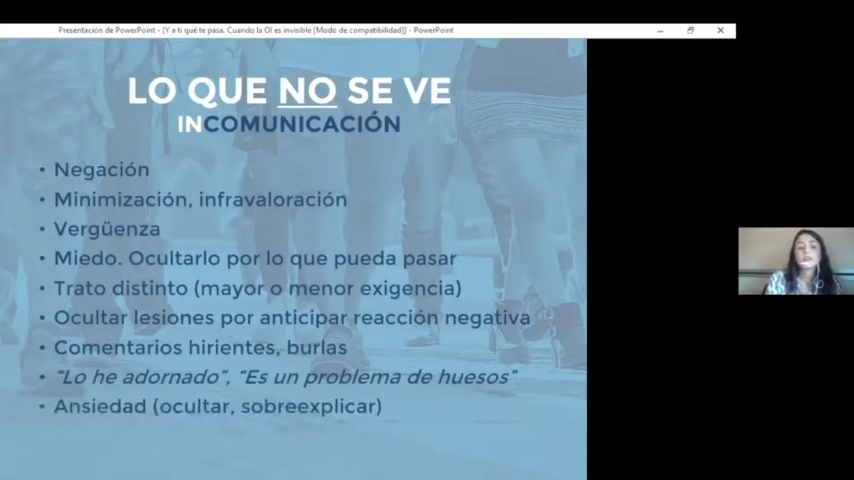 Presentación de PowerPoint - [Y a ti qué te pasa. Cuando la OI es invisible [Modo de compatibilidad]] - PowerPoint
LO QUE NO SE VE
INCOMUNICACIÓN
• Negación
• Minimización, infravaloración
• Vergüenza
• Miedo. Ocultarlo por lo que pueda pasar
• Trato distinto (mayor o menor exigencia)
• Ocultar lesiones por anticipar reacción negativa
• Comentarios hirientes, burlas
• “Lo he adornado”, “Es un problema de huesos”
• Ansiedad (ocultar, sobreexplicar)